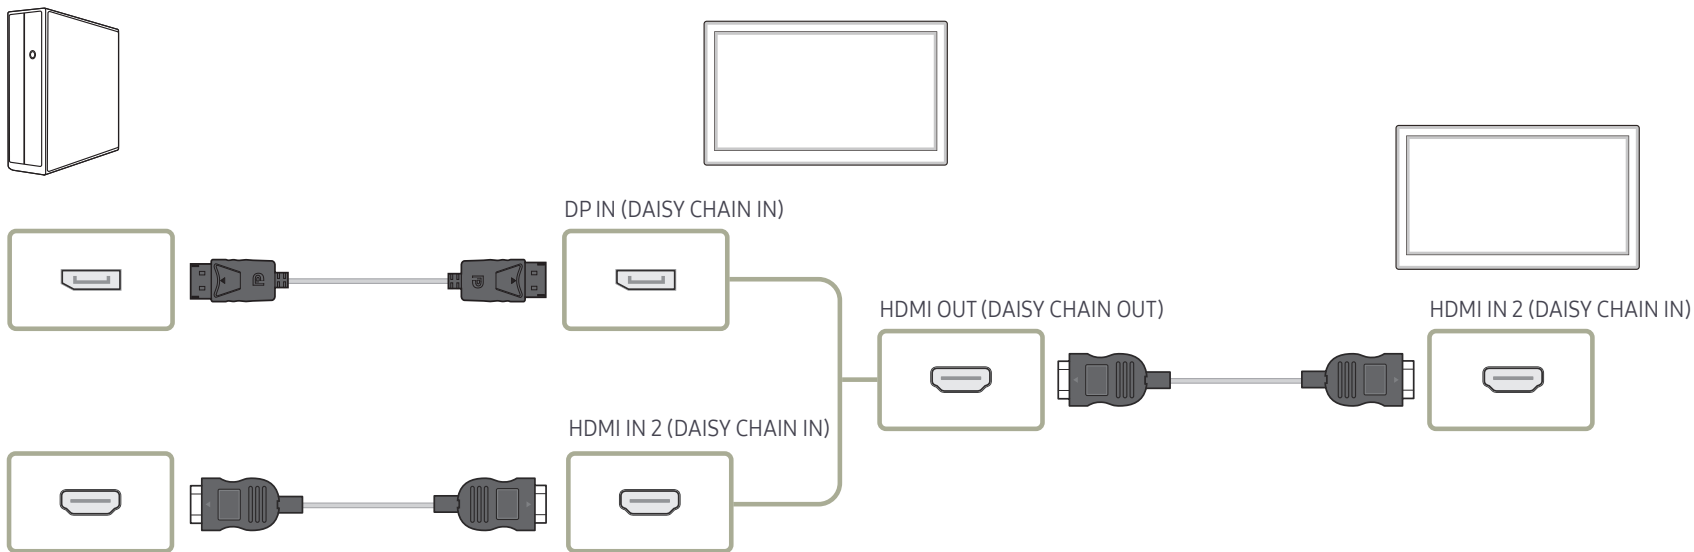 DP IN (DAISY CHAIN IN)
HDMI OUT (DAISY CHAIN OUT)
HDMI IN 2 (DAISY CHAIN IN)
HDMI IN 2 (DAISY CHAIN IN)